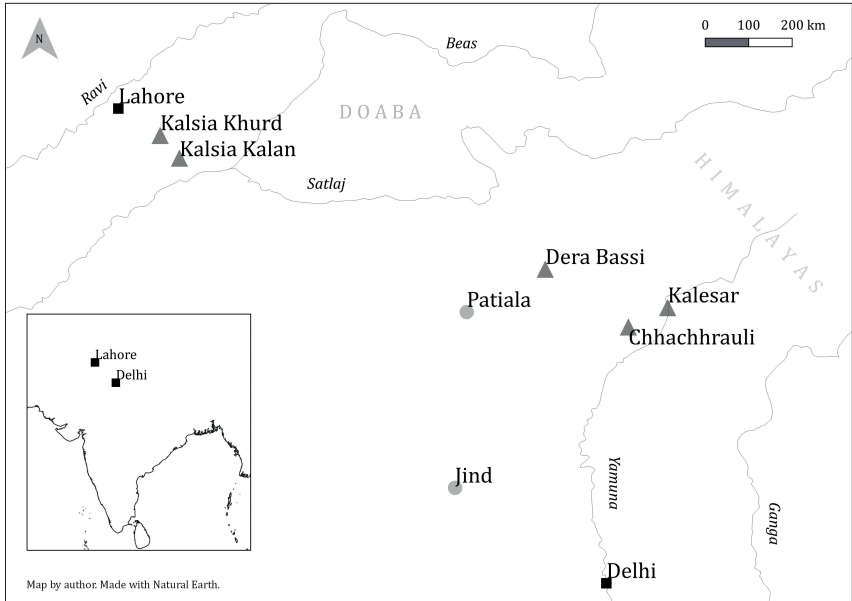 N
0 100 200 km
Beas
Ravi
Lahore
DOABA
Kalsia Khurd
Kalsia Kalan
HIMALAYAS
Satlaj
Dera Bassi
Patiala
Kalesar
Chhachhrauli
Lahore
Delhi
Jind
Yamuna
Ganga
Delhi
Map by author. Made with Natural Earth.